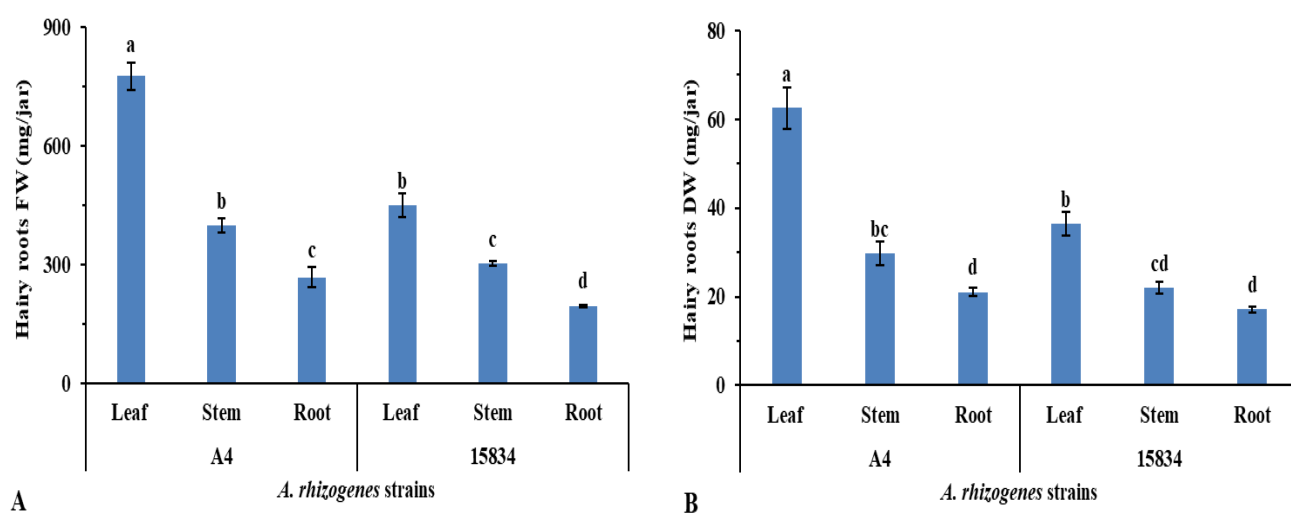 Hairy roots FW (mg/jar)
900
600
300
0
a
b
c
b
c
d
Leaf Stem Root Leaf Stem Root
A4 15834
A. rhizogenes strains
A
Hairy roots DW (mg/jar)
80
60
40
20
0
a
bc
d
b
cd
d
Leaf Stem Root Leaf Stem Root
A4 15834
A. rhizogenes strains
B